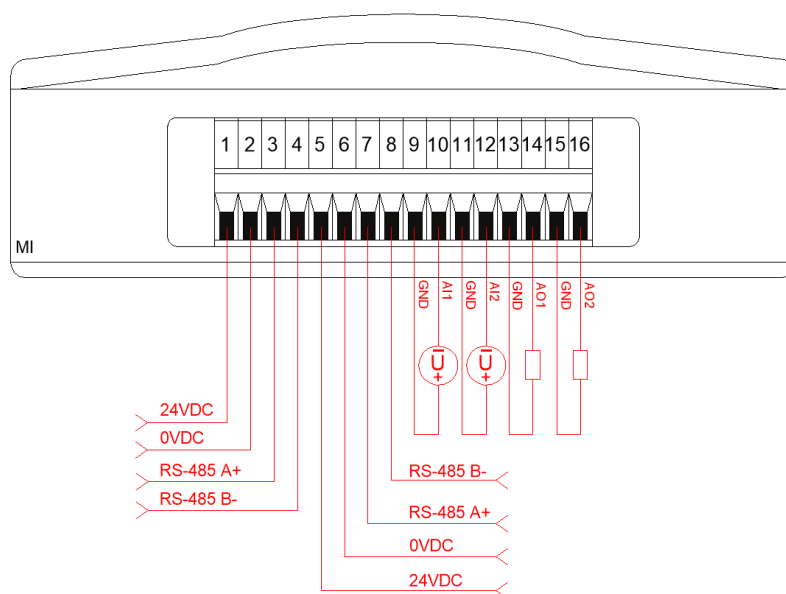 1 2 3 4 5 6 7 8 9 10 11 12 13 14 15 16
MI
GND AI1 GND AI2 GND AO1 GND AO2
U +
U +
24VDC
0VDC
RS-485 A+
RS-485 B-
RS-485 B-
RS-485 A+
0VDC
24VDC